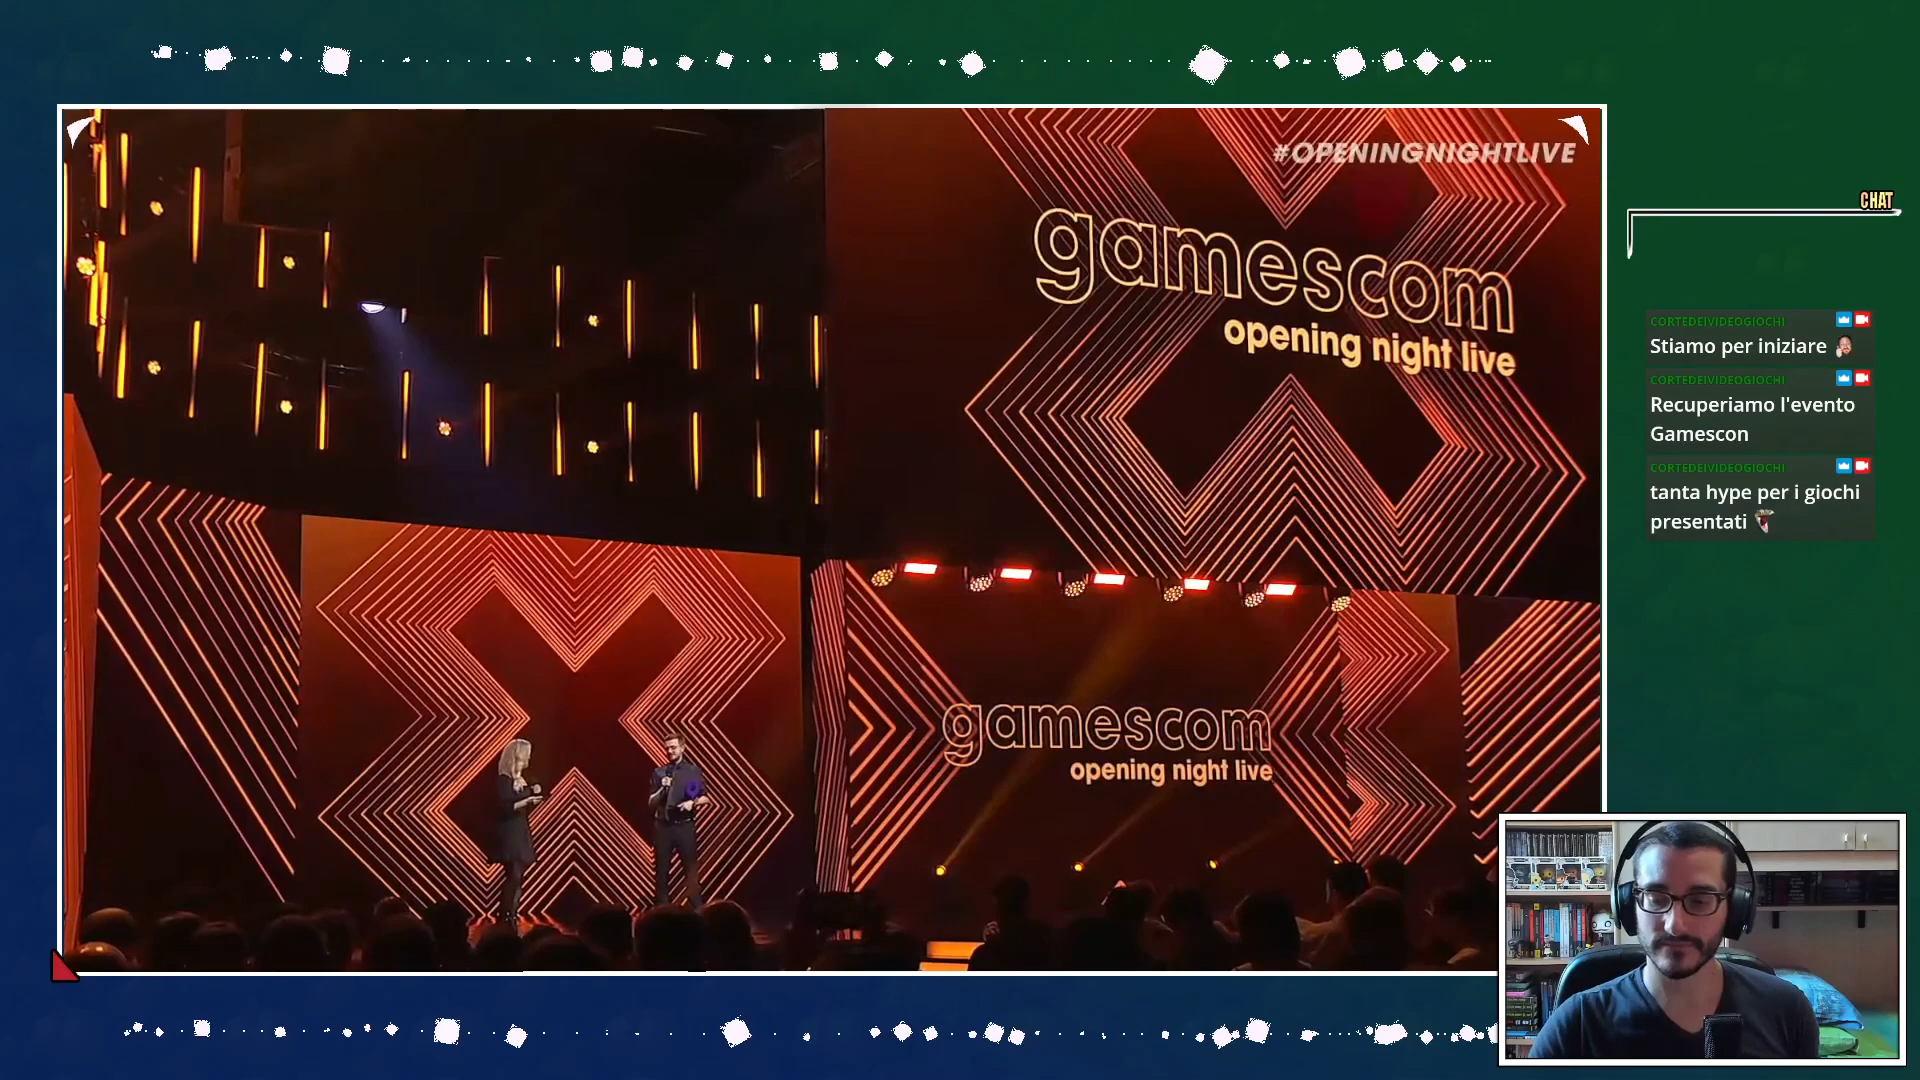 #OPENINGNIGHTLIVE
gamescom
opening night live
gamescom
opening night live
CHAT
CORTEDEIVIDEOGIOCHI
Stiamo per iniziare
CORTEDEIVIDEOGIOCHI
Recuperiamo l'evento
Gamescon
CORTEDEIVIDEOGIOCHI
tanta hype per i giochi
presentati